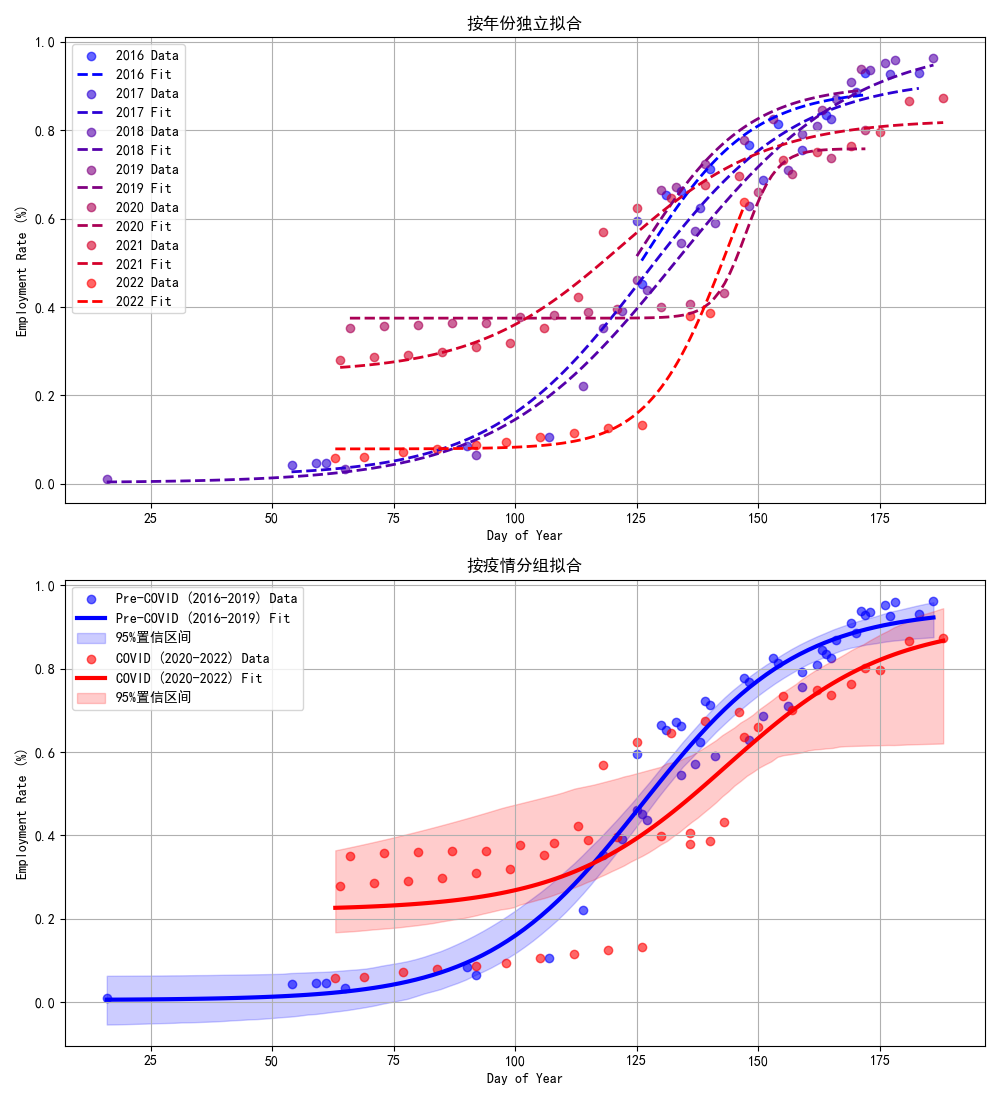 按年份独立拟合
1.0
0.8
0.6
0.4
0.2
0.0
Employment Rate (%)
2016 Data
2016 Fit
2017 Data
2017 Fit
2018 Data
2018 Fit
2019 Data
2019 Fit
2020 Data
2020 Fit
2021 Data
2021 Fit
2022 Data
2022 Fit
25 50 75 100 125 150 175
Day of Year
按疫情分组拟合
1.0
0.8
0.6
0.4
0.2
0.0
Employment Rate (%)
Pre-COVID (2016-2019) Data
Pre-COVID (2016-2019) Fit
95%置信区间
COVID (2020-2022) Data
COVID (2020-2022) Fit
95%置信区间
25 50 75 100 125 150 175
Day of Year